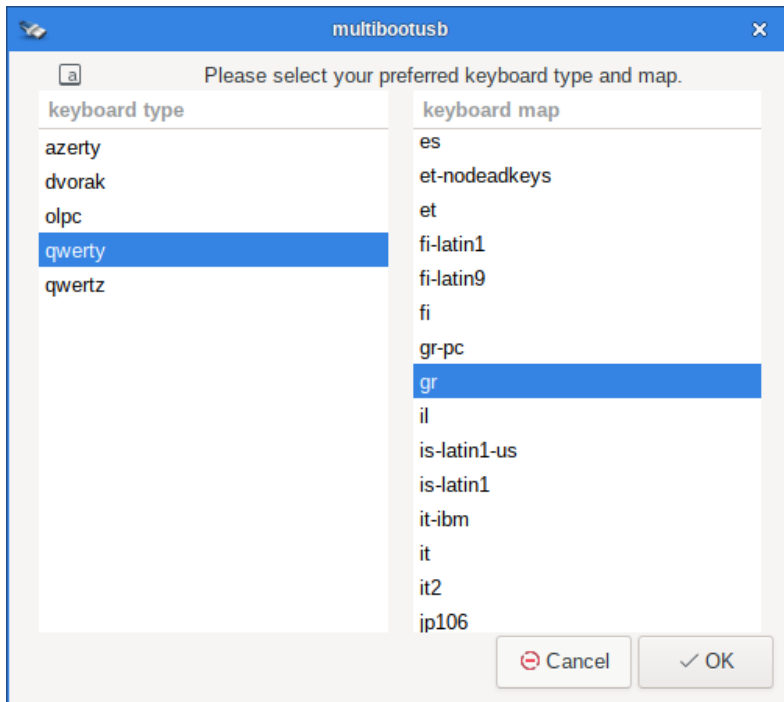 multibootusb
a
Please select your preferred keyboard type and map.
keyboard type
azerty
dvorak
olpc
qwerty
qwertz
keyboard map
es
et-nodeadkeys
et
fi-latin1
fi-latin9
fi
gr-pc
gr
il
is-latin1-us
is-latin1
it-ibm
it
it2
jp106
Cancel
OK